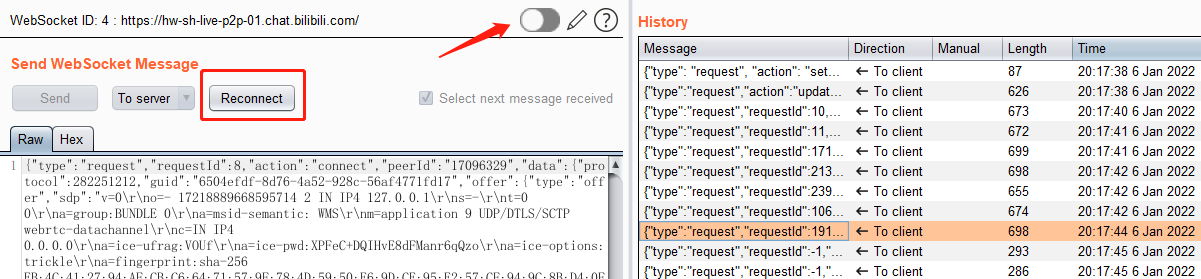 WebSocket ID: 4 : https://hw-sh-live-p2p-01.chat.bilibili.com/
?
Send WebSocket Message
Send
To server
Reconnect
Select next message received
Raw
Hex
1 {"type":"request","requestId":8,"action":"connect","peerId":"17096329","data":{"pro
tocol":282251212,"guid":"6504efdf-8d76-4a52-928c-56af4771fd17","offer":{"type":"off
er","sdp":"v=0\r\no=- 17218889668595714 2 IN IP4 127.0.0.1\r\ns=-\r\nt=0
0\r\na=group:BUNDLE 0\r\na=msid-semantic: WMS\r\nm=application 9 UDP/DTLS/SCTP
webrtc-datachannel\r\nc=IN IP4
0.0.0.0\r\na=ice-ufrag:VOUf\r\na=ice-pwd:XPFeC+DQIHvE8dFManr6qQzo\r\na=ice-options:
trickle\r\na=fingerprint:sha-256
History
Message Direction Manual Length Time
{"type": "request", "action": "set... ← To client 87 20:17:38 6 Jan 2022
{"type":"request","action":"updat... ← To client 626 20:17:38 6 Jan 2022
{"type":"request","requestId":10,... ← To client 673 20:17:40 6 Jan 2022
{"type":"request","requestId":11,... ← To client 672 20:17:41 6 Jan 2022
{"type":"request","requestId":171... ← To client 699 20:17:41 6 Jan 2022
{"type":"request","requestId":213... ← To client 698 20:17:42 6 Jan 2022
{"type":"request","requestId":239... ← To client 655 20:17:42 6 Jan 2022
{"type":"request","requestId":106... ← To client 674 20:17:42 6 Jan 2022
{"type":"request","requestId":191... ← To client 698 20:17:44 6 Jan 2022
{"type":"request","requestId":-1,... ← To client 293 20:17:45 6 Jan 2022
{"type":"request","requestId":-1,... ← To client 286 20:17:45 6 Jan 2022